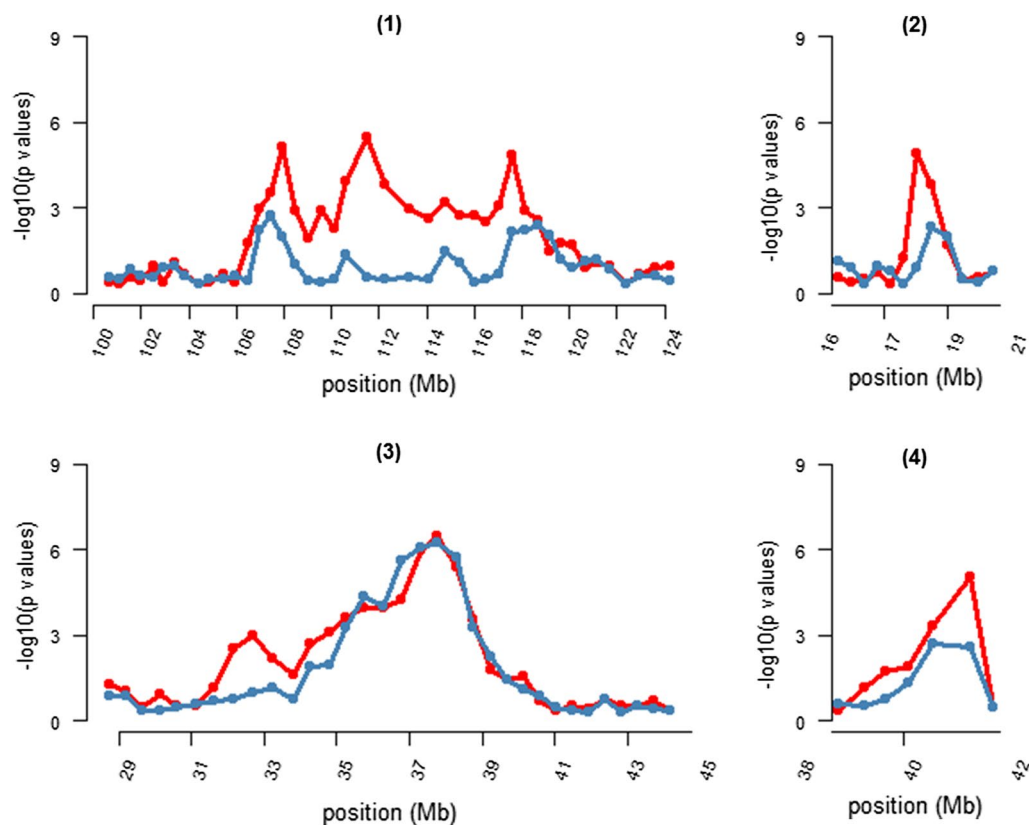 (1)
9
6
3
0
-log10(p values)
100 102 104 106 108 110 112 114 116 118 120 122 124
position (Mb)
(2)
9
6
3
0
-log10(p values)
16 17 19 21
position (Mb)
(3)
9
6
3
0
-log10(p values)
29 31 33 35 37 39 41 43 45
position (Mb)
(4)
9
6
3
0
-log10(p values)
38 40 42
position (Mb)